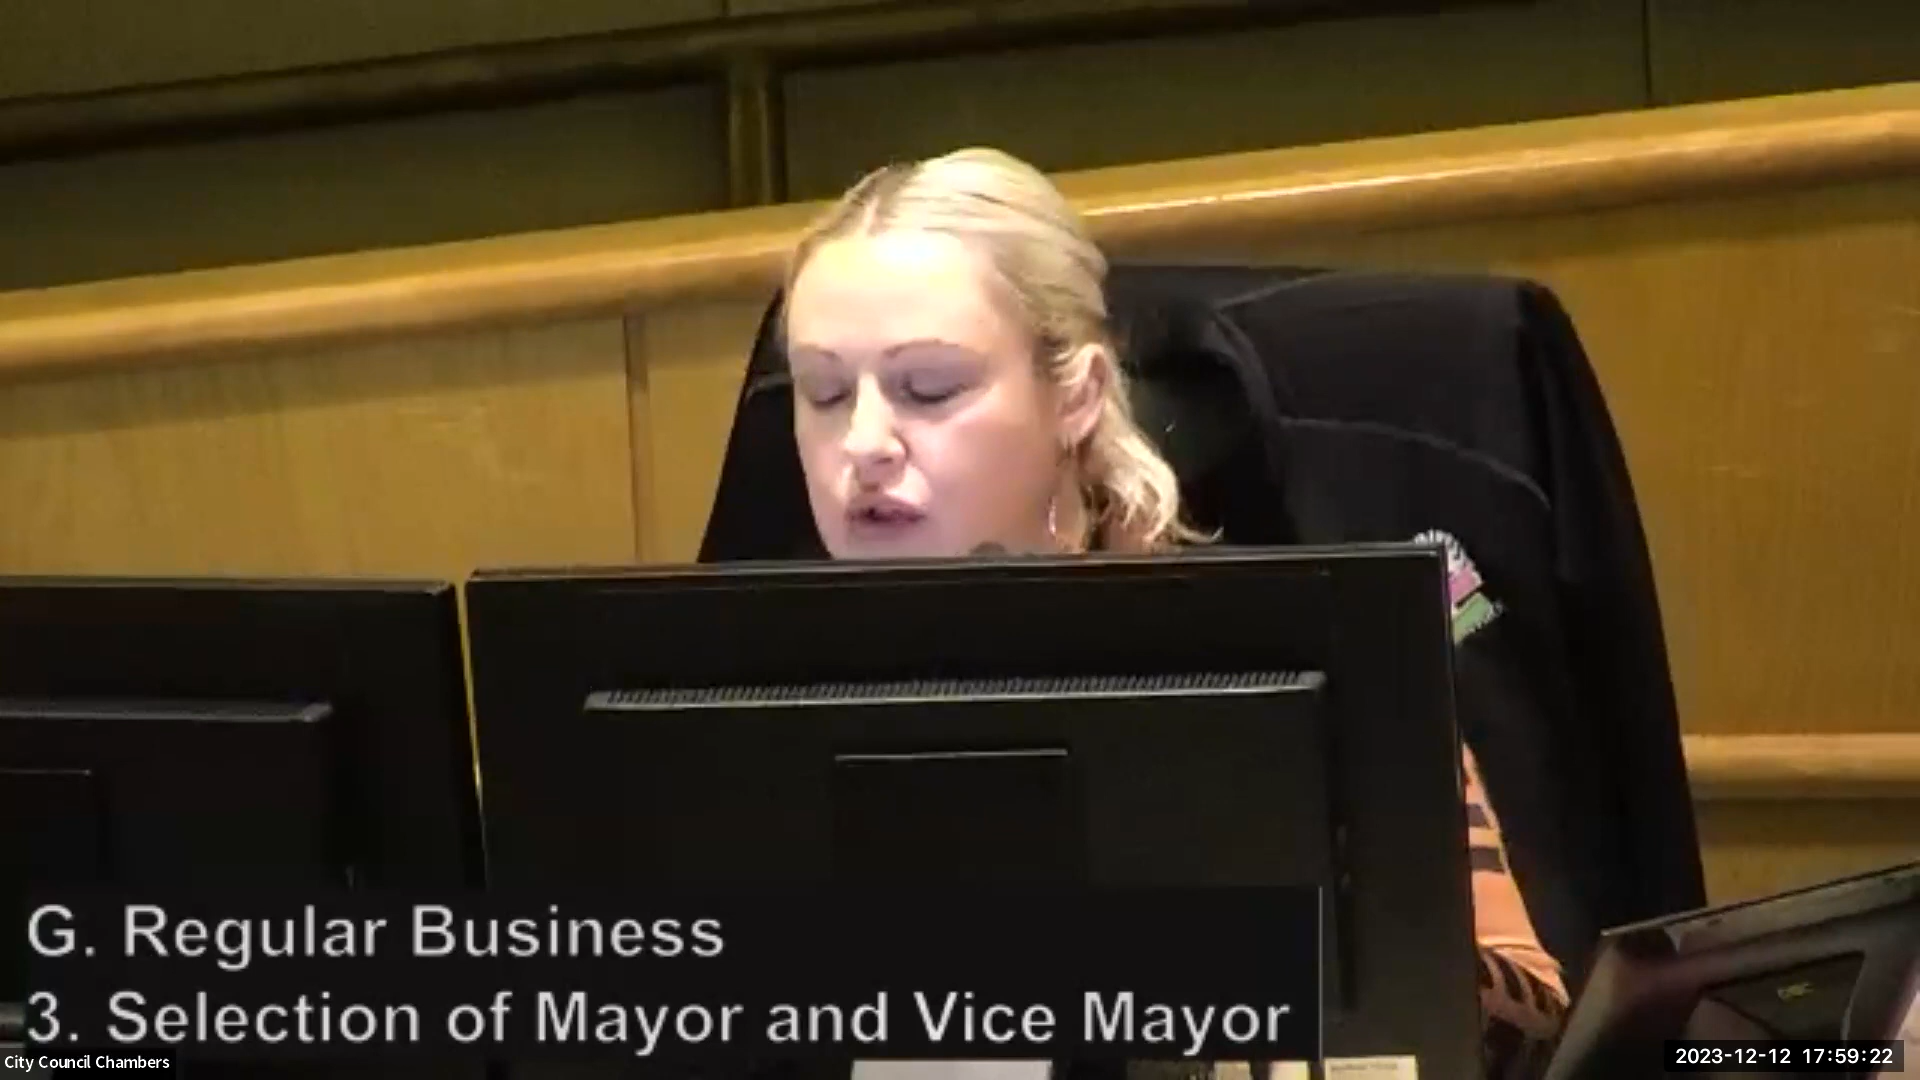 G. Regular Business
3. Selection of Mayor and Vice Mayor
City Council Chambers
2023-12-12 17:59:22